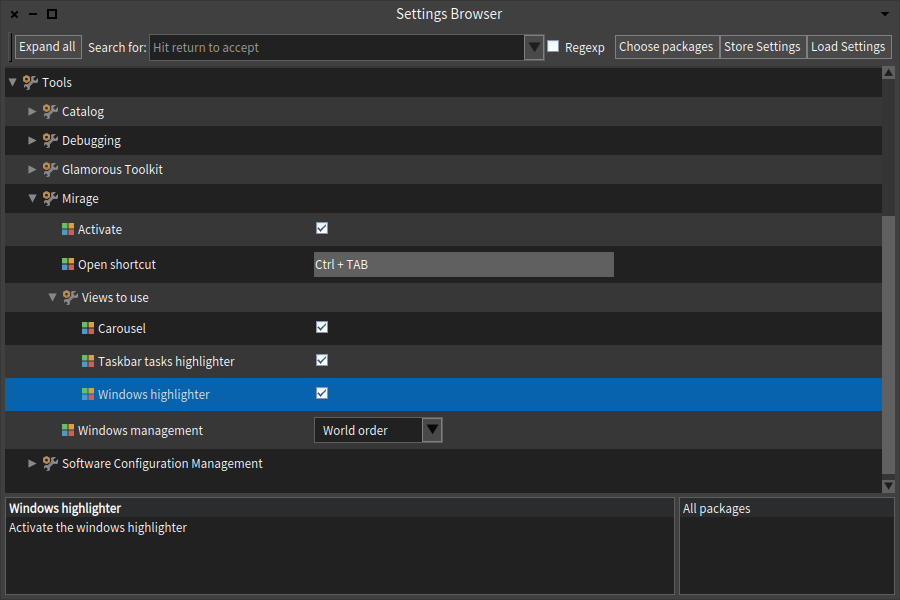 Settings Browser
Expand all Search for: Hit return to accept Regexp Choose packages Store Settings Load Settings
Tools
Catalog
Debugging
Glamorous Toolkit
Mirage
Activate
Open shortcut Ctrl + TAB
Views to use
Carousel
Taskbar tasks highlighter
Windows highlighter
Windows management World order
Software Configuration Management
Windows highlighter All packages
Activate the windows highlighter